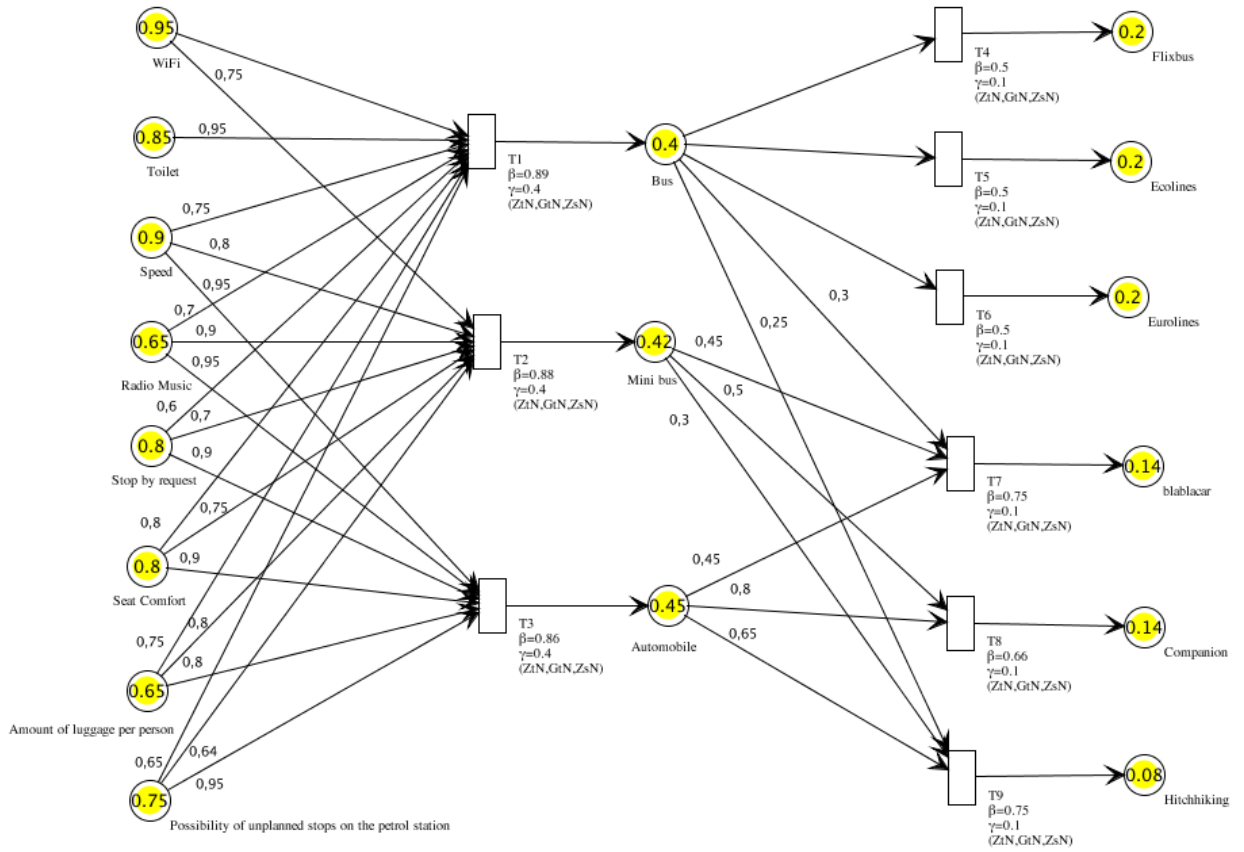 0.95
WiFi
0,75
0.85
Toilet
0,95
0.9
Speed
0,75
0,8
0,95
0.65
Radio Music
0,7
0,9
0,95
0.8
Stop by request
0,6
0,7
0,9
0.8
Seat Comfort
0,8
0,75
0,9
0.65
Amount of luggage per person
0,75
0,8
0,8
0.75
Possibility of unplanned stops on the petrol station
0,65
0,64
0,95
T1
β=0.89
γ=0.4
(ZtN,GtN,ZsN)
T2
β=0.88
γ=0.4
(ZtN,GtN,ZsN)
T3
β=0.86
γ=0.4
(ZtN,GtN,ZsN)
0.4
Bus
0,3
0,25
0.42
Mini bus
0,45
0,5
0,3
0.45
Automobile
0,45
0,8
0,65
T4
β=0.5
γ=0.1
(ZtN,GtN,ZsN)
0.2
Flixbus
T5
β=0.5
γ=0.1
(ZtN,GtN,ZsN)
0.2
Ecolines
T6
β=0.5
γ=0.1
(ZtN,GtN,ZsN)
0.2
Eurolines
T7
β=0.75
γ=0.1
(ZtN,GtN,ZsN)
0.14
blablacar
T8
β=0.66
γ=0.1
(ZtN,GtN,ZsN)
0.14
Companion
T9
β=0.75
γ=0.1
(ZtN,GtN,ZsN)
0.08
Hitchhiking